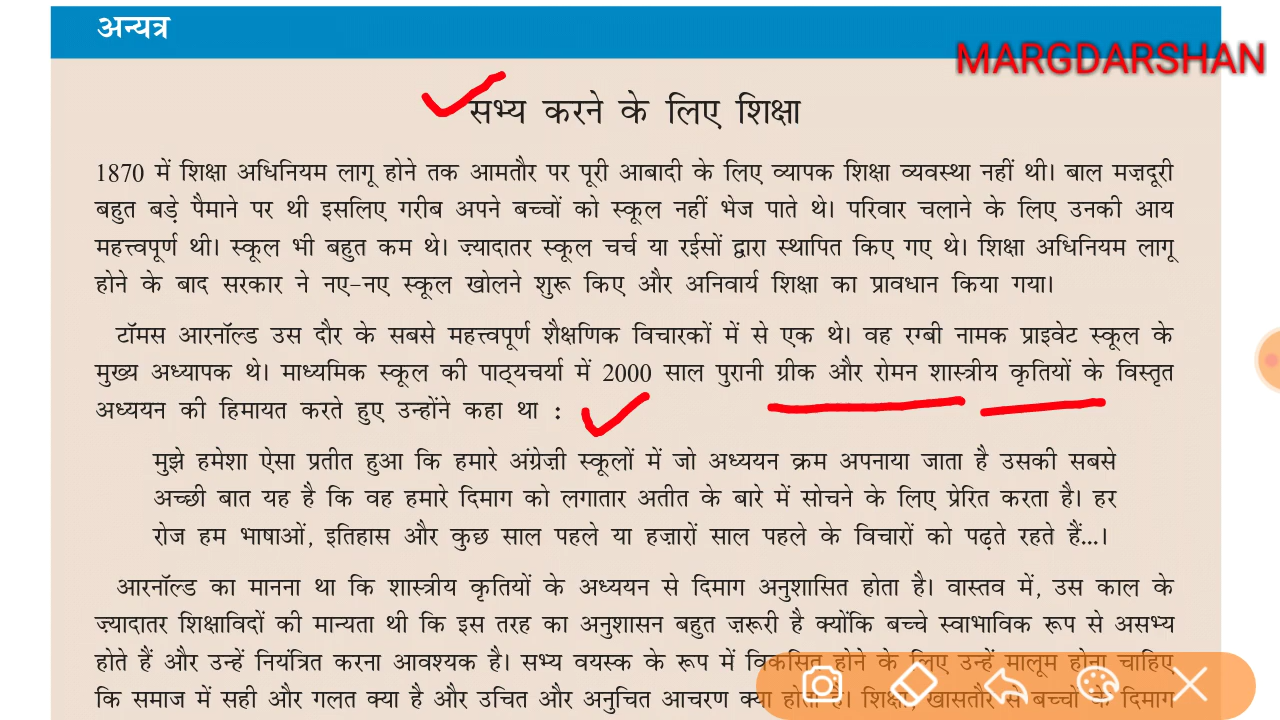 अन्यत्र
MARGDARSHAN
सभ्य करने के लिए शिक्षा
1870 में शिक्षा अधिनियम लागू होने तक आमतौर पर पूरी आबादी के लिए व्यापक शिक्षा व्यवस्था नहीं थी। बाल मज़दूरी
बहुत बड़े पैमाने पर थी इसलिए गरीब अपने बच्चों को स्कूल नहीं भेज पाते थे। परिवार चलाने के लिए उनकी आय
महत्त्वपूर्ण थी। स्कूल भी बहुत कम थे। ज़्यादातर स्कूल चर्च या रईसों द्वारा स्थापित किए गए थे। शिक्षा अधिनियम लागू
होने के बाद सरकार ने नए-नए स्कूल खोलने शुरू किए और अनिवार्य शिक्षा का प्रावधान किया गया।
टॉमस आरनॉल्ड उस दौर के सबसे महत्त्वपूर्ण शैक्षणिक विचारकों में से एक थे। वह रग्बी नामक प्राइवेट स्कूल के
मुख्य अध्यापक थे। माध्यमिक स्कूल की पाठ्यचर्या में 2000 साल पुरानी ग्रीक और रोमन शास्त्रीय कृतियों के विस्तृत
अध्ययन की हिमायत करते हुए उन्होंने कहा था :
मुझे हमेशा ऐसा प्रतीत हुआ कि हमारे अंग्रेज़ी स्कूलों में जो अध्ययन क्रम अपनाया जाता है उसकी सबसे
अच्छी बात यह है कि वह हमारे दिमाग को लगातार अतीत के बारे में सोचने के लिए प्रेरित करता है। हर
रोज हम भाषाओं, इतिहास और कुछ साल पहले या हज़ारों साल पहले के विचारों को पढ़ते रहते हैं...।
आरनॉल्ड का मानना था कि शास्त्रीय कृतियों के अध्ययन से दिमाग अनुशासित होता है। वास्तव में, उस काल के
ज़्यादातर शिक्षाविदों की मान्यता थी कि इस तरह का अनुशासन बहुत ज़रूरी है क्योंकि बच्चे स्वाभाविक रूप से असभ्य
होते हैं और उन्हें नियंत्रित करना आवश्यक है। सभ्य वयस्क के रूप में विकसित होने के लिए उन्हें मालूम होना चाहिए
कि समाज में सही और गलत क्या है और उचित और अनुचित आचरण क्या होता है। शिक्षा, खासतौर से बच्चों के दिमाग